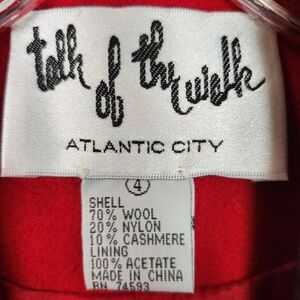 talk of the walk
ATLANTIC CITY
4
SHELL
70% WOOL
20% NYLON
10% CASHMERE
LINING
100% ACETATE
MADE IN CHINA
RN 74593